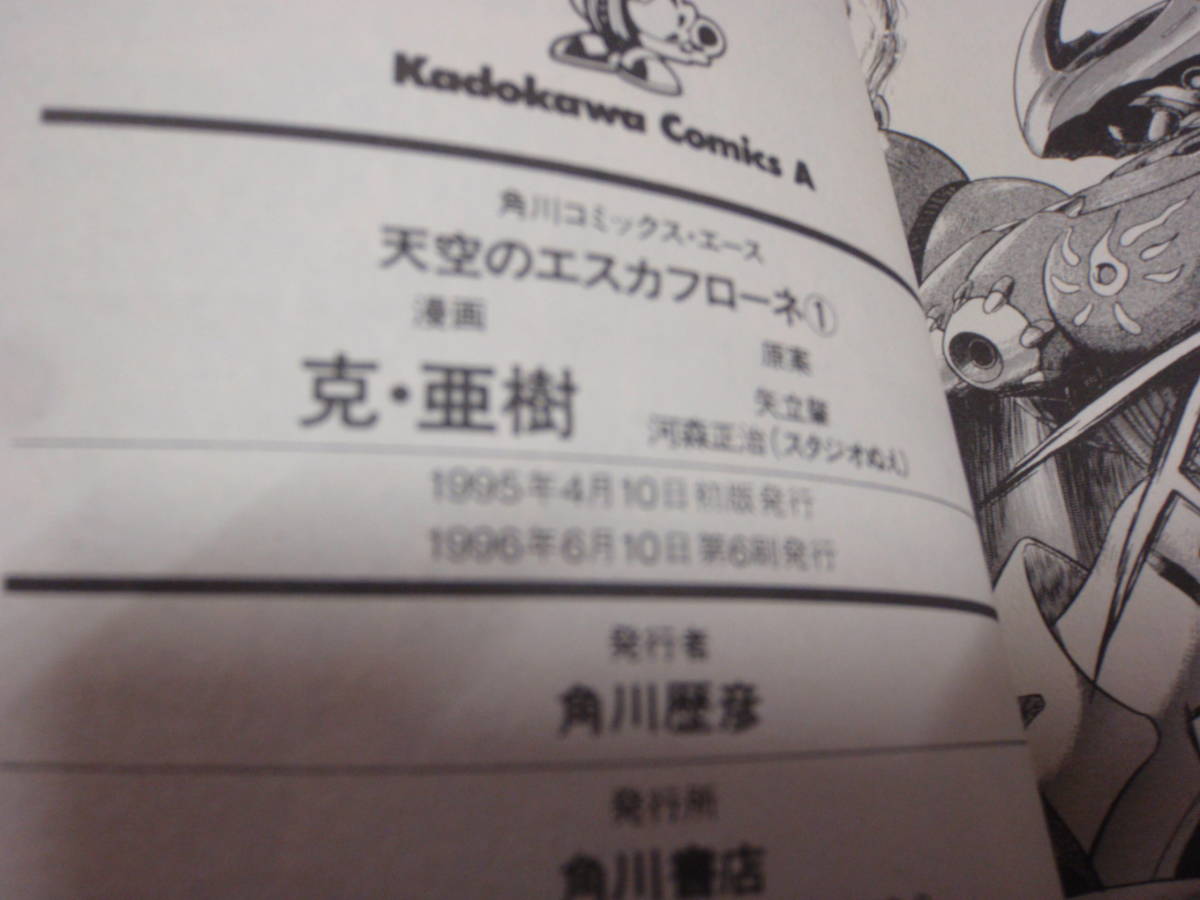 Kadokawa Comics A
角川コミックス・エース
天空のエスカフローネ①
漫画
克・亜樹
原案
矢立肇
河森正治(スタジオぬえ)
1995年4月10日初版発行
1996年6月10日第6刷発行
発行者
角川歴彦
発行所
角川書店